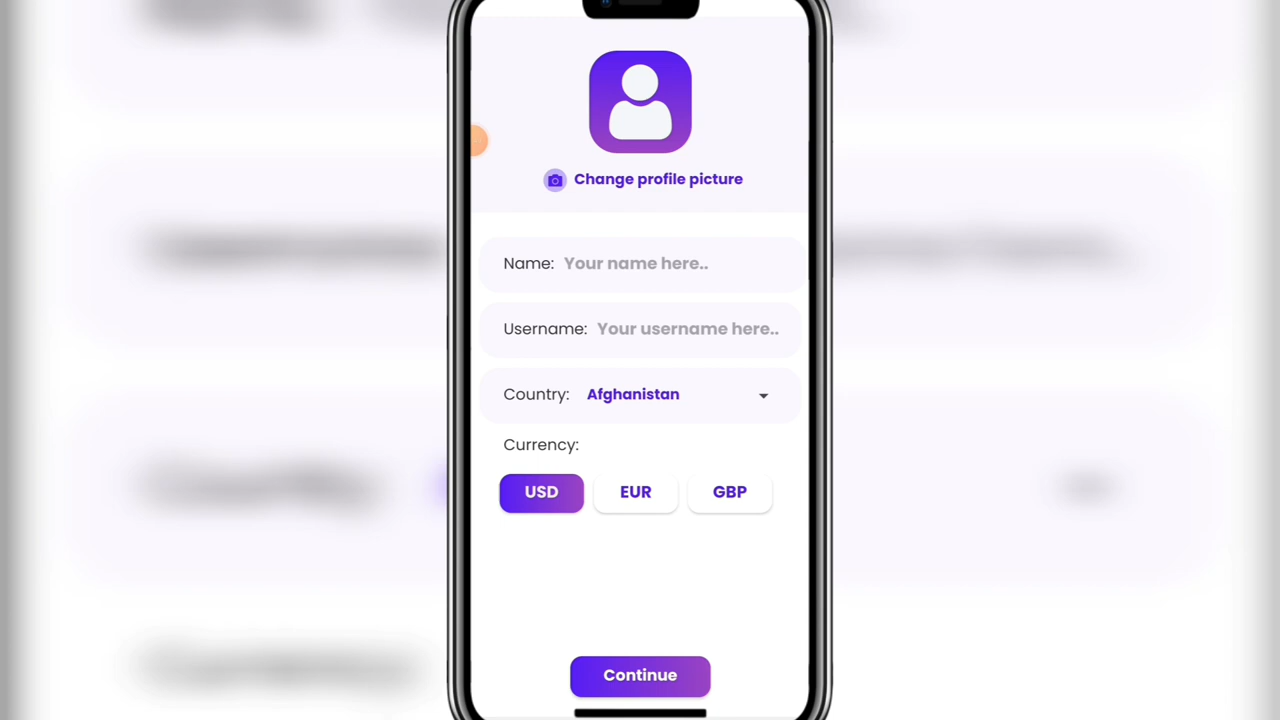 Change profile picture
Name: Your name here..
Username: Your username here..
Country: Afghanistan
Currency:
USD EUR GBP
Continue